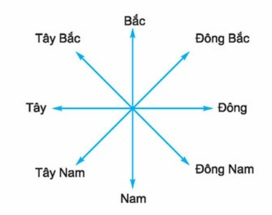 Bắc
Tây Bắc
Đông Bắc
Tây
Đông
Tây Nam
Đông Nam
Nam